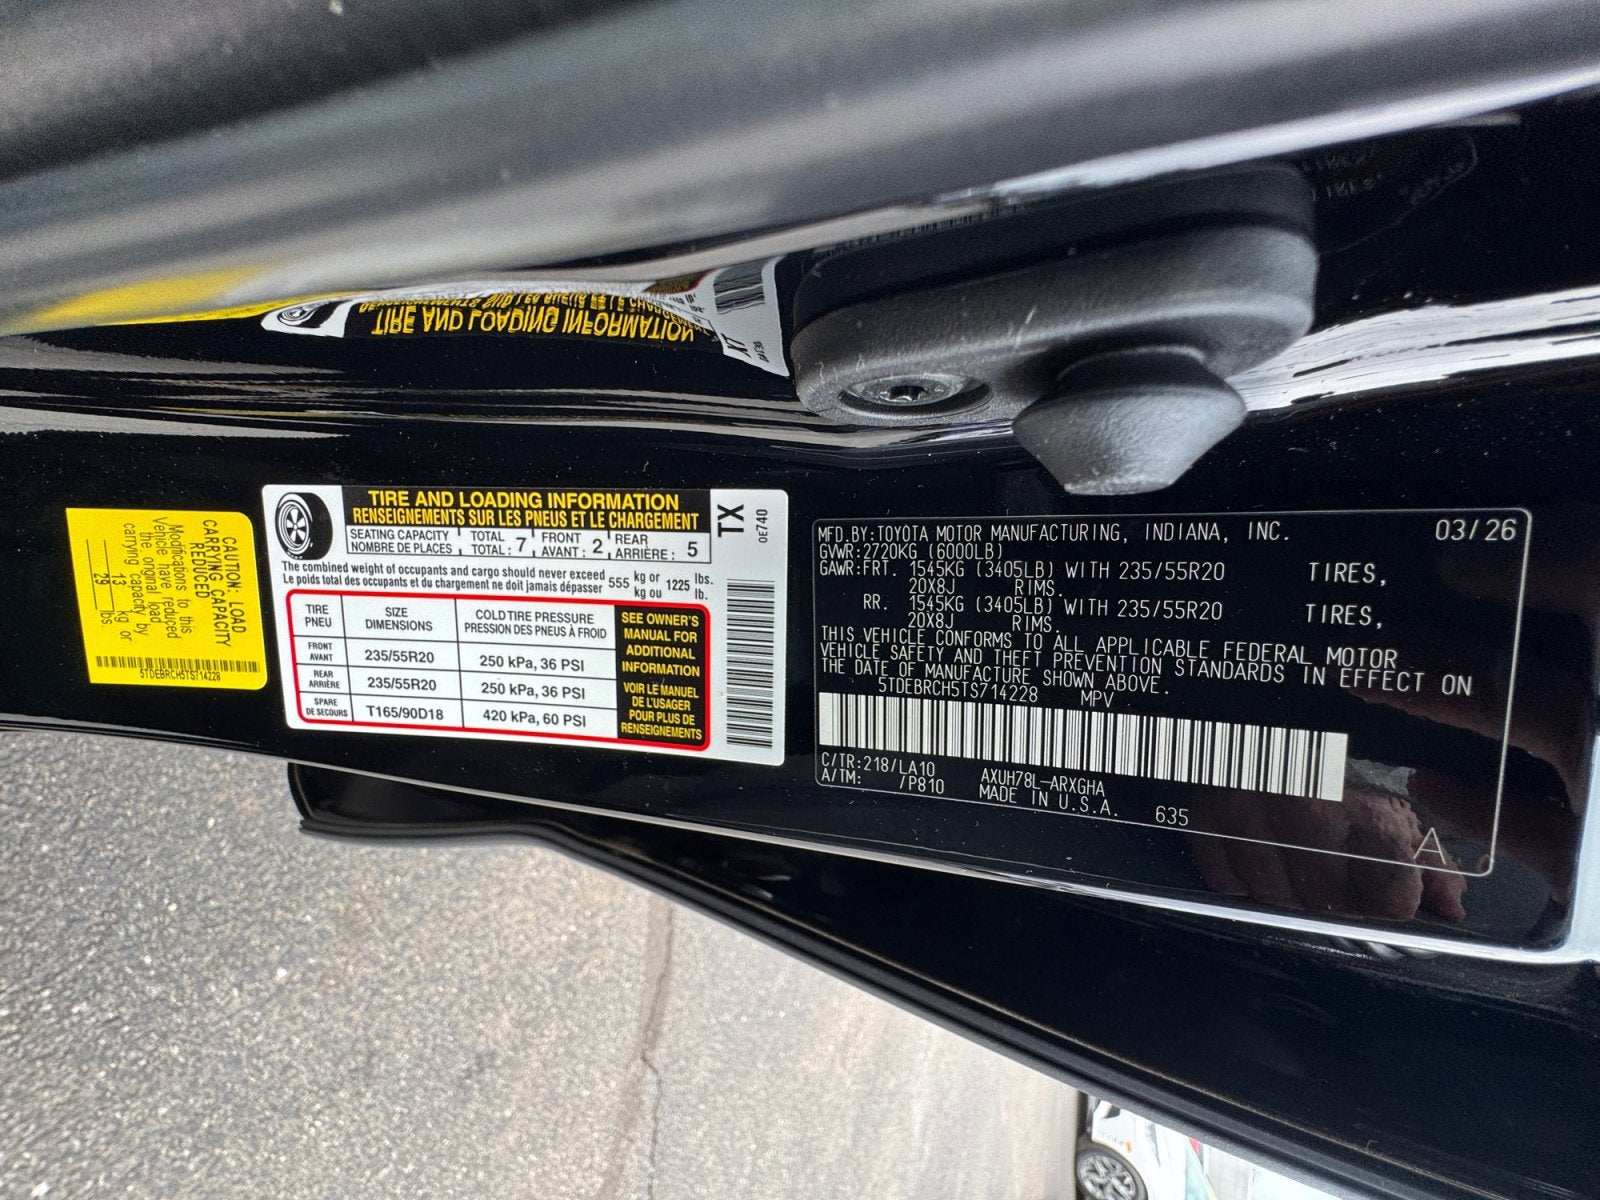 CAUTION: LOAD
CARRYING CAPACITY
REDUCED
Modifications to this
Vehicle have reduced
the original load
carrying capacity by
13 kg or
29 lbs
5TDEBRCH5TS714228
TIRE AND LOADING INFORMATION
RENSEIGNEMENTS SUR LES PNEUS ET LE CHARGEMENT
SEATING CAPACITY TOTAL FRONT REAR
NOMBRE DE PLACES TOTAL : 7 AVANT : 2 ARRIÈRE : 5
The combined weight of occupants and cargo should never exceed 555 kg or 1225 lbs.
Le poids total des occupants et du chargement ne doit jamais dépasser kg ou lb.
TIRE SIZE COLD TIRE PRESSURE
PNEU DIMENSIONS PRESSION DES PNEUS À FROID
FRONT
AVANT 235/55R20 250 kPa, 36 PSI
REAR
ARRIÈRE 235/55R20 250 kPa, 36 PSI
SPARE
DE SECOURS T165/90D18 420 kPa, 60 PSI
SEE OWNER'S
MANUAL FOR
ADDITIONAL
INFORMATION
VOIR LE MANUEL
DE L'USAGER
POUR PLUS DE
RENSEIGNEMENTS
TX
0E740
MFD.BY:TOYOTA MOTOR MANUFACTURING, INDIANA, INC. 03/26
GVWR:2720KG (6000LB)
GAWR:FRT. 1545KG (3405LB) WITH 235/55R20 TIRES,
20X8J RIMS.
RR. 1545KG (3405LB) WITH 235/55R20 TIRES,
20X8J RIMS.
THIS VEHICLE CONFORMS TO ALL APPLICABLE FEDERAL MOTOR
VEHICLE SAFETY AND THEFT PREVENTION STANDARDS IN EFFECT ON
THE DATE OF MANUFACTURE SHOWN ABOVE.
5TDEBRCH5TS714228 MPV
C/TR:218/LA10 AXUH78L-ARXGHA
A/TM: /P810 MADE IN U.S.A. 635
A